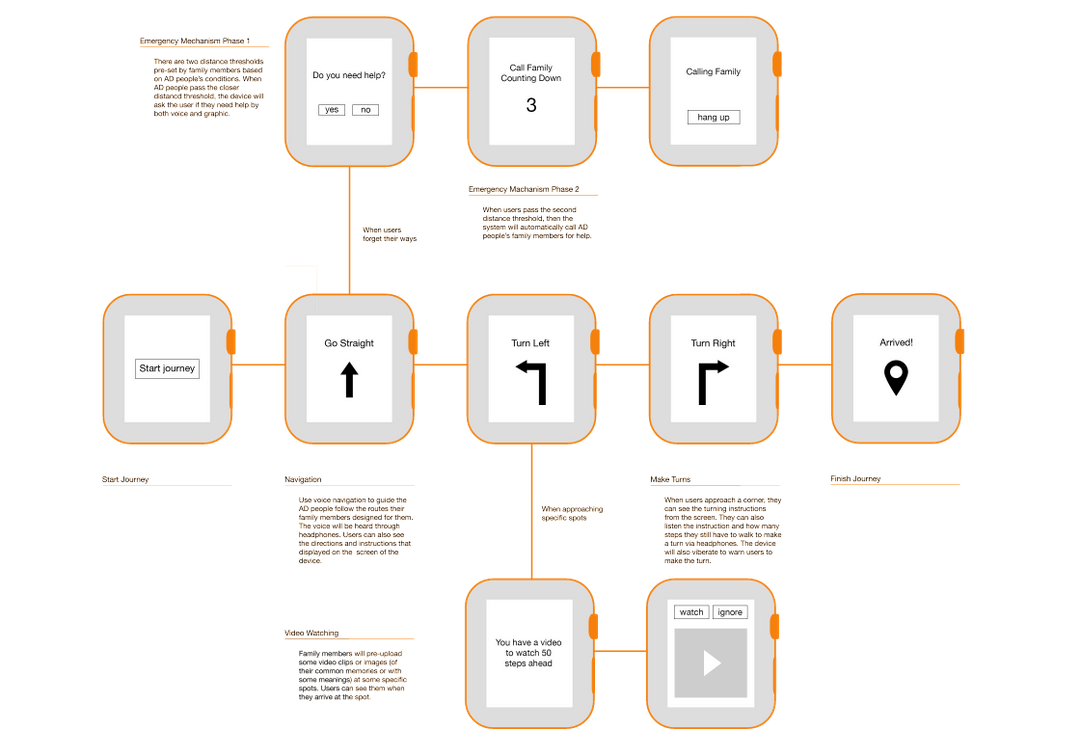 Emergency Mechanism Phase 1
There are two distance thresholds
pre-set by family members based
on AD people's conditions. When
AD people pass the closer
distancd threshold, the device will
ask the user if they need help by
both voice and graphic.
Do you need help?
yes no
Call Family
Counting Down
3
Calling Family
hang up
Emergency Machanism Phase 2
When users pass the second
distance threshold, then the
system will automatically call AD
people's family members for help.
When users
forget their ways
Start journey
Go Straight
Turn Left
Turn Right
Arrived!
Start Journey
Navigation
Use voice navigation to guide the
AD people follow the routes their
family members designed for them.
The voice will be heard through
headphones. Users can also see
the directions and instructions that
displayed on the screen of the
device.
When approaching
specific spots
Make Turns
When users approach a corner, they
can see the turning instructions
from the screen. They can also
listen the instruction and how many
steps they still have to walk to make
a turn via headphones. The device
will also viberate to warn users to
make the turn.
Finish Journey
Video Watching
Family members will pre-upload
some video clips or images (of
their common memories or with
some meanings) at some specific
spots. Users can see them when
they arrive at the spot.
You have a video
to watch 50
steps ahead
watch ignore